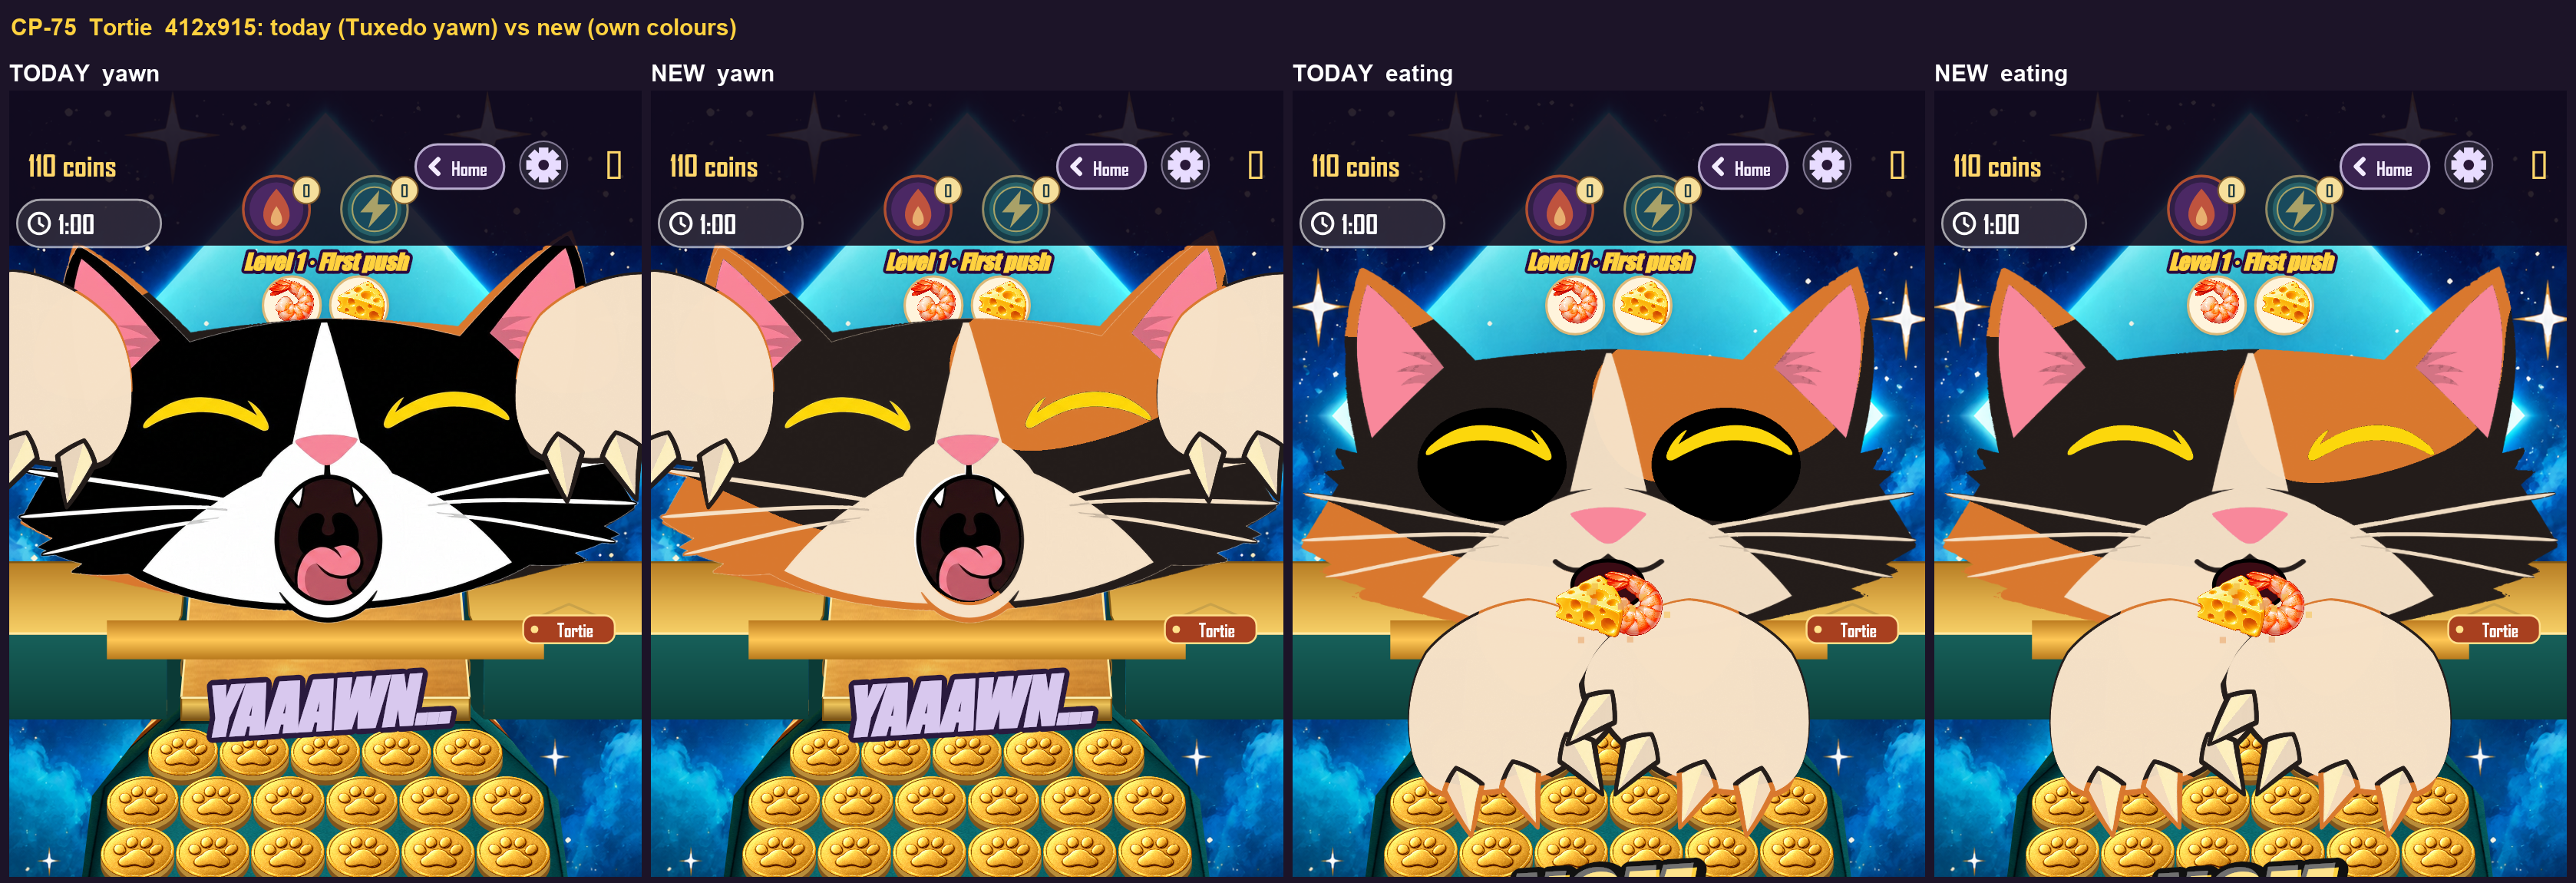 CP-75 Tortie 412x915: today (Tuxedo yawn) vs new (own colours)
TODAY yawn
110 coins
Home
0
0
1:00
Level 1 · First push
Tortie
YAAAWN...
NEW yawn
110 coins
Home
0
0
1:00
Level 1 · First push
Tortie
YAAAWN...
TODAY eating
110 coins
Home
0
0
1:00
Level 1 · First push
Tortie
NEW eating
110 coins
Home
0
0
1:00
Level 1 · First push
Tortie